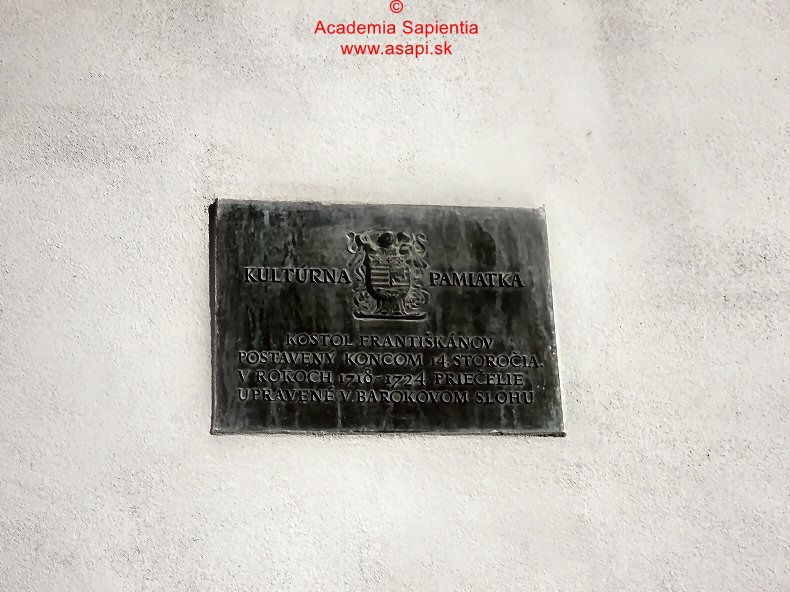 ©
Academia Sapientia
www.asapi.sk
KULTÚRNA PAMIATKA
KOSTOL FRANTIŠKÁNOV
POSTAVENÝ KONCOM 14. STOROČIA.
V ROKOCH 1718-1724 PRIEČELIE
UPRAVENÉ V BAROKOVOM SLOHU